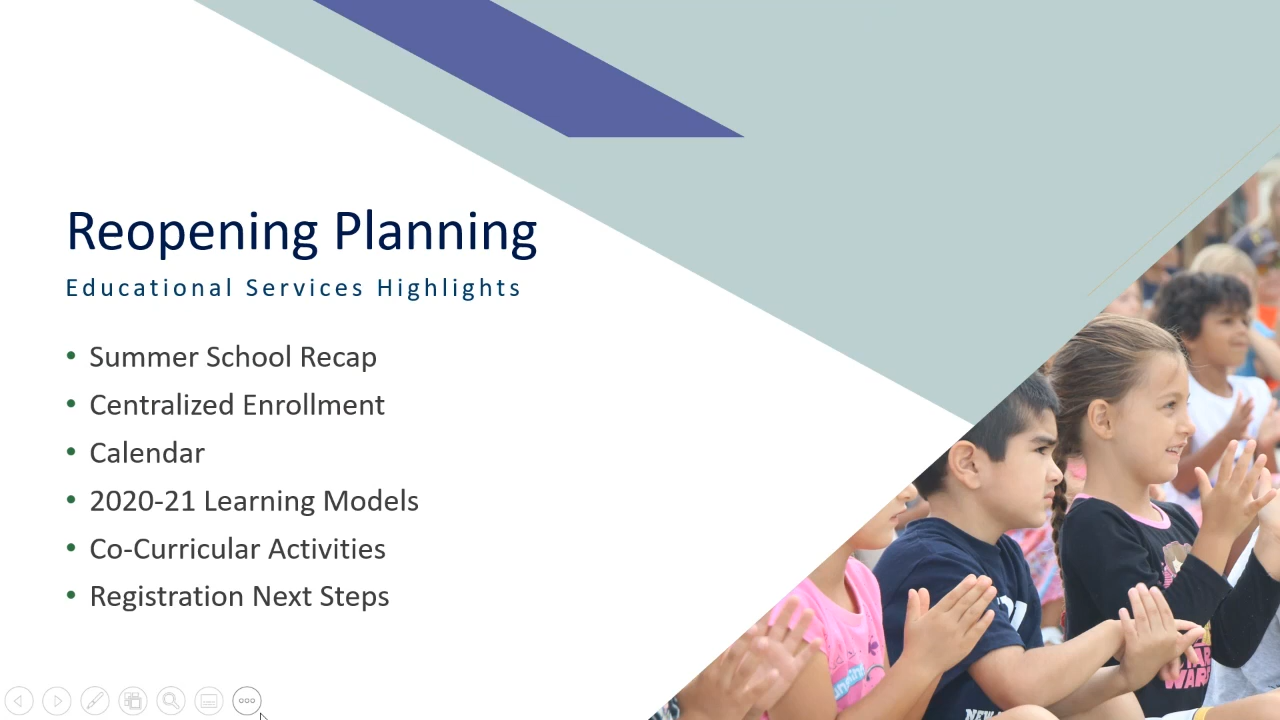 Reopening Planning
Educational Services Highlights
• Summer School Recap
• Centralized Enrollment
• Calendar
• 2020-21 Learning Models
• Co-Curricular Activities
• Registration Next Steps
WARS